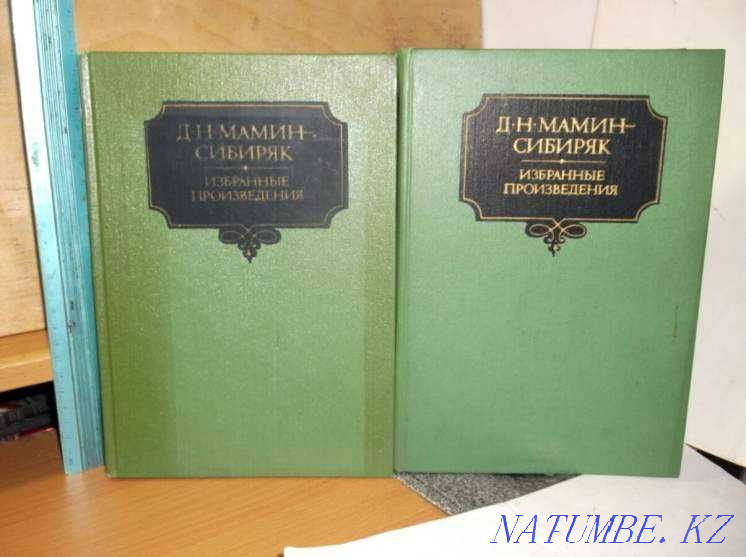 Д·Н·МАМИН-
СИБИРЯК
ИЗБРАННЫЕ
ПРОИЗВЕДЕНИЯ
Д·Н·МАМИН-
СИБИРЯК
ИЗБРАННЫЕ
ПРОИЗВЕДЕНИЯ
NATUMBE. KZ